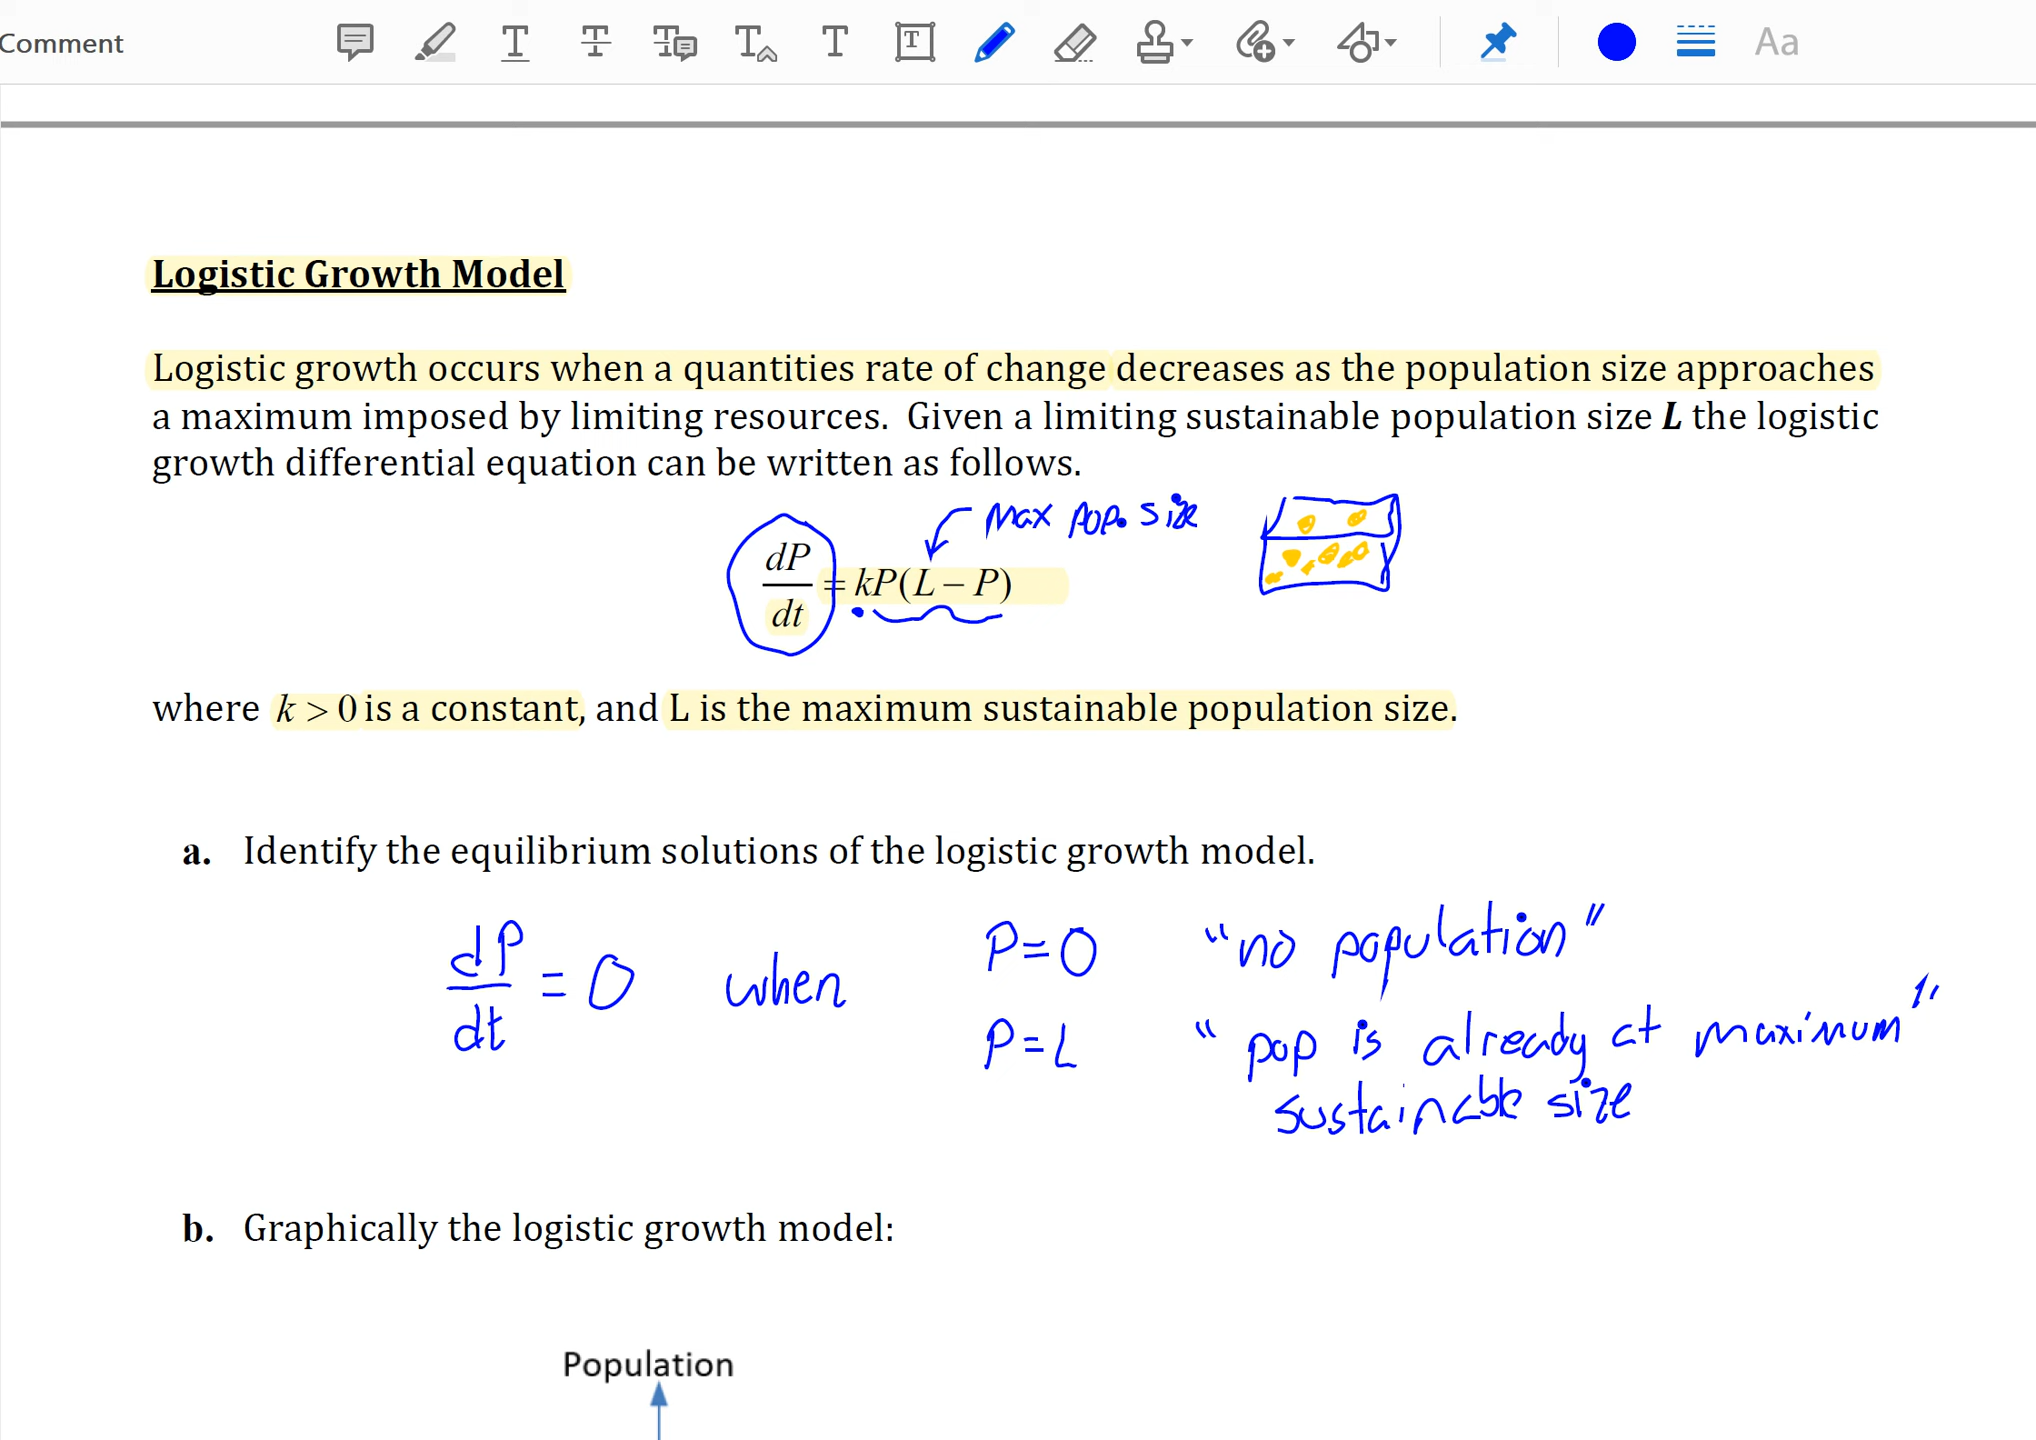 Comment
Aa
Logistic Growth Model
Logistic growth occurs when a quantities rate of change decreases as the population size approaches
a maximum imposed by limiting resources. Given a limiting sustainable population size L the logistic
growth differential equation can be written as follows.
Max pop. size
dP/dt = kP(L – P)
where k > 0 is a constant, and L is the maximum sustainable population size.
a. Identify the equilibrium solutions of the logistic growth model.
dP/dt = 0 when P=0 "no population"
P=L "pop is already at maximum"
sustainable size
b. Graphically the logistic growth model:
Population